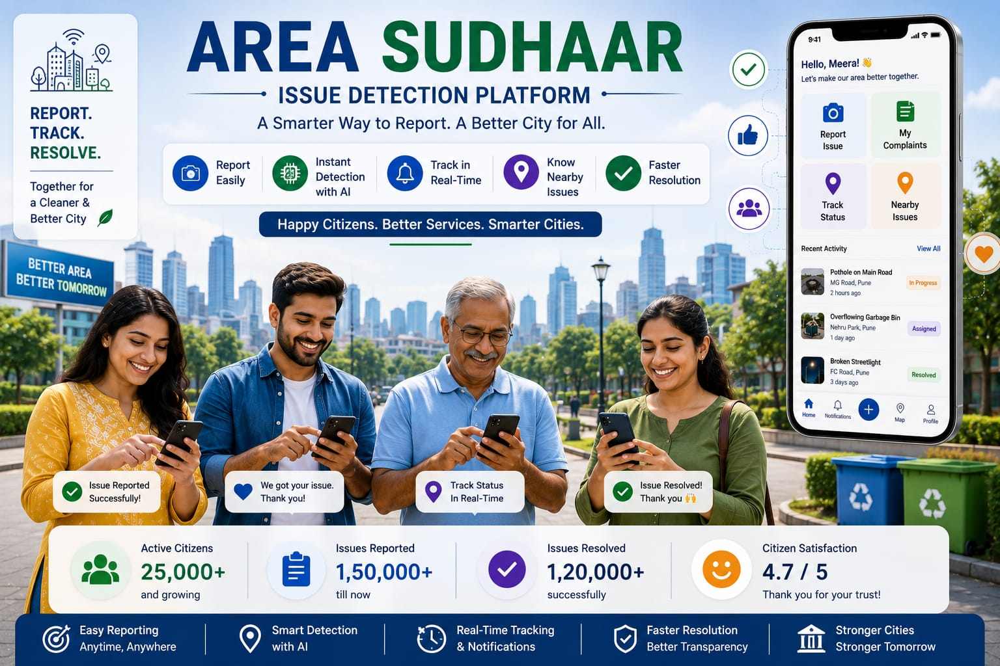 REPORT.
TRACK.
RESOLVE.
Together for
a Cleaner &
Better City
AREA SUDHAAR
ISSUE DETECTION PLATFORM
A Smarter Way to Report. A Better City for All.
Report
Easily
Instant
Detection
with AI
Track in
Real-Time
Know
Nearby
Issues
Faster
Resolution
Happy Citizens. Better Services. Smarter Cities.
BETTER AREA
BETTER TOMORROW
9:41
Hello, Meera! 👋
Let's make our area better together.
Report
Issue
My
Complaints
Track
Status
Nearby
Issues
Recent Activity
View All
Pothole on Main Road
MG Road, Pune
2 hours ago
In Progress
Overflowing Garbage Bin
Nehru Park, Pune
1 day ago
Assigned
Broken Streetlight
FC Road, Pune
3 days ago
Resolved
Home
Notifications
Map
Profile
Issue Reported
Successfully!
We got your issue.
Thank you!
Track Status
In Real-Time
Issue Resolved!
Thank you 🙌
Active Citizens
25,000+
and growing
Issues Reported
1,50,000+
till now
Issues Resolved
1,20,000+
successfully
Citizen Satisfaction
4.7 / 5
Thank you for your trust!
Easy Reporting
Anytime, Anywhere
Smart Detection
with AI
Real-Time Tracking
& Notifications
Faster Resolution
Better Transparency
Stronger Cities
Stronger Tomorrow